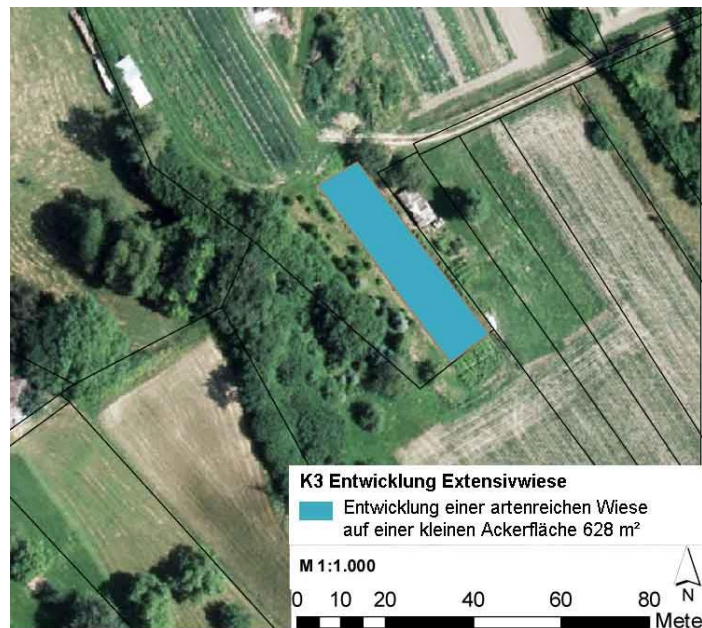 K3 Entwicklung Extensivwiese
Entwicklung einer artenreichen Wiese
auf einer kleinen Ackerfläche 628 m²
M 1:1.000
N
0 10 20 40 60 80
Mete